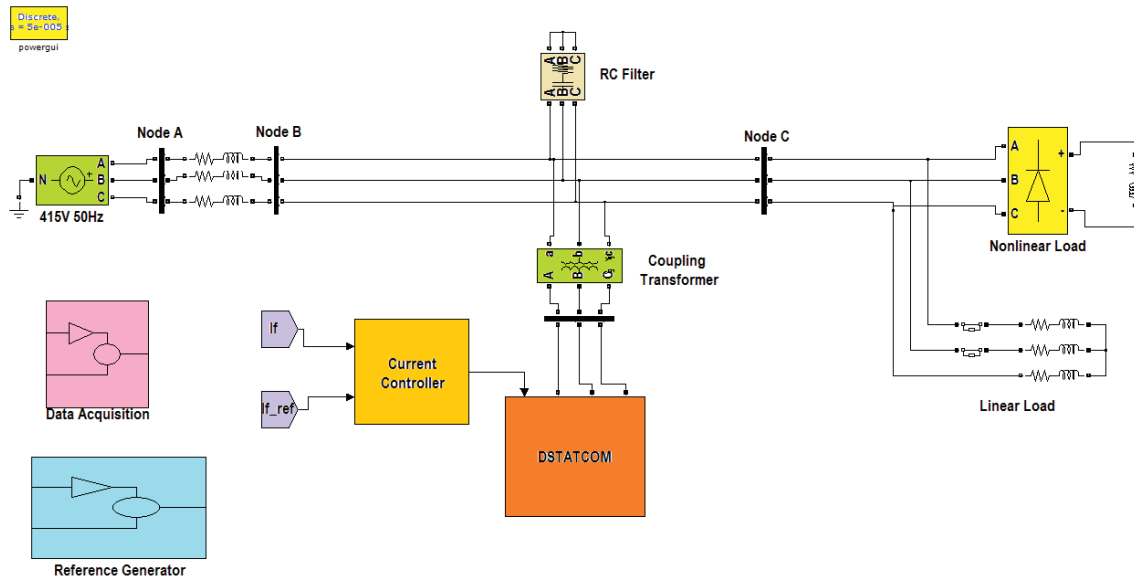 Discrete,
s = 5e-005 s
powergui
A B C
A B C
RC Filter
Node A
Node B
Node C
N
A
B
C
415V 50Hz
A
B
C
+
-
Nonlinear Load
a b c
A B C
Coupling
Transformer
If
If_ref
Current
Controller
DSTATCOM
Linear Load
Data Acquisition
Reference Generator